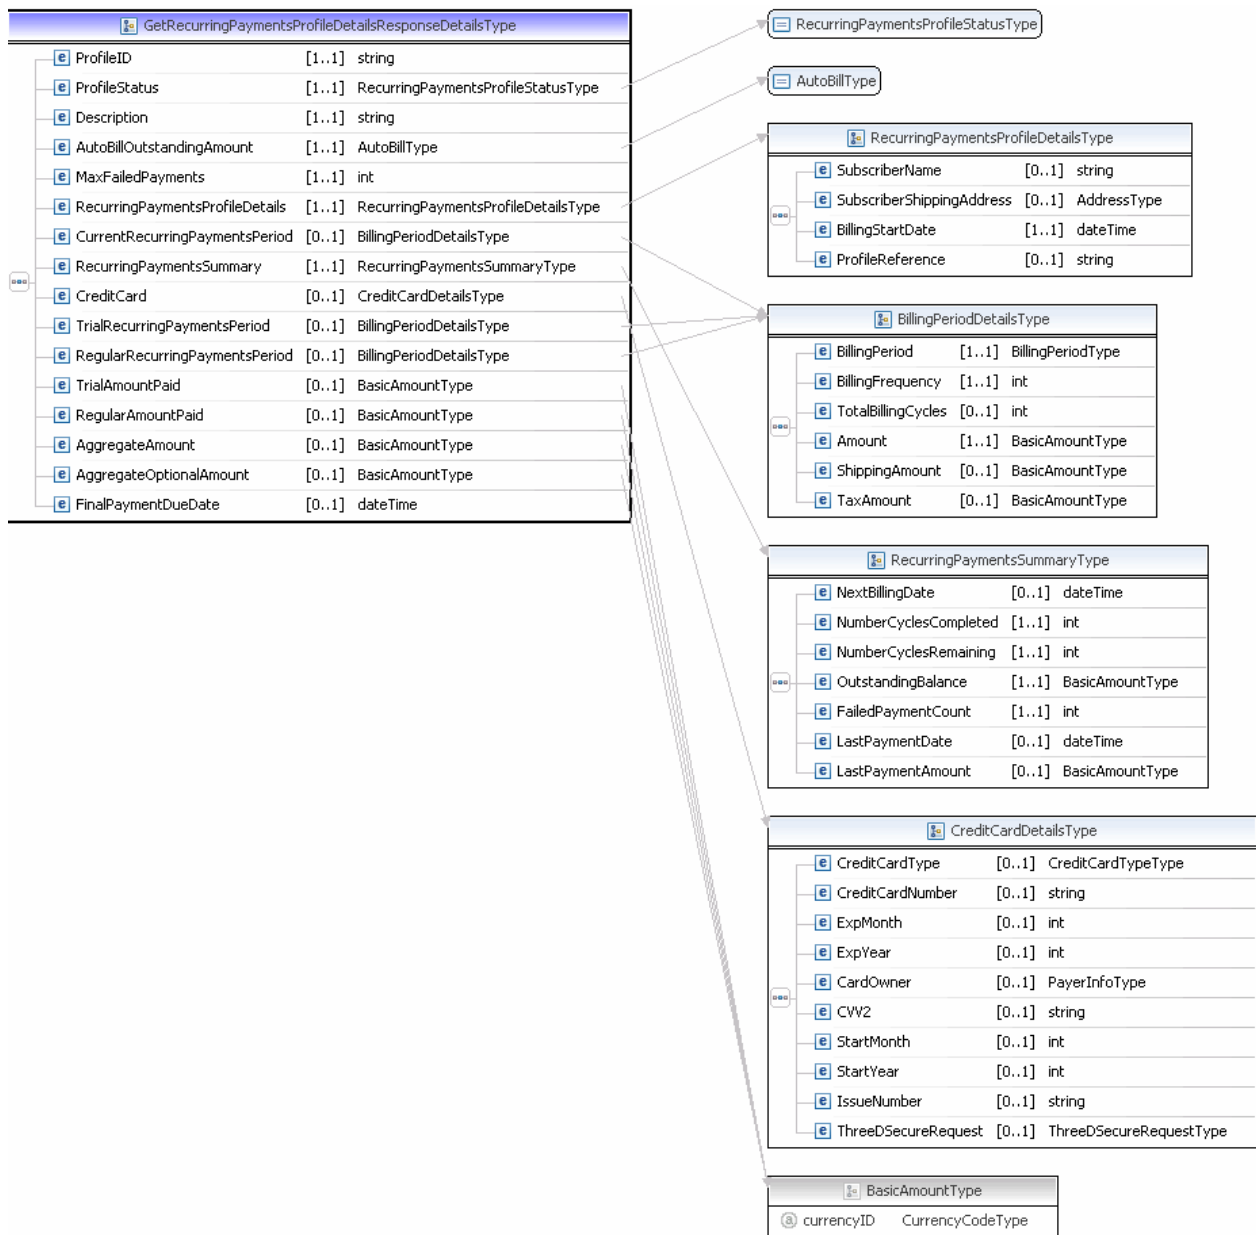 GetRecurringPaymentsProfileDetailsResponseDetailsType
e ProfileID [1..1] string
e ProfileStatus [1..1] RecurringPaymentsProfileStatusType
e Description [1..1] string
e AutoBillOutstandingAmount [1..1] AutoBillType
e MaxFailedPayments [1..1] int
e RecurringPaymentsProfileDetails [1..1] RecurringPaymentsProfileDetailsType
e CurrentRecurringPaymentsPeriod [0..1] BillingPeriodDetailsType
e RecurringPaymentsSummary [1..1] RecurringPaymentsSummaryType
e CreditCard [0..1] CreditCardDetailsType
e TrialRecurringPaymentsPeriod [0..1] BillingPeriodDetailsType
e RegularRecurringPaymentsPeriod [0..1] BillingPeriodDetailsType
e TrialAmountPaid [0..1] BasicAmountType
e RegularAmountPaid [0..1] BasicAmountType
e AggregateAmount [0..1] BasicAmountType
e AggregateOptionalAmount [0..1] BasicAmountType
e FinalPaymentDueDate [0..1] dateTime
RecurringPaymentsProfileStatusType
AutoBillType
RecurringPaymentsProfileDetailsType
e SubscriberName [0..1] string
e SubscriberShippingAddress [0..1] AddressType
e BillingStartDate [1..1] dateTime
e ProfileReference [0..1] string
BillingPeriodDetailsType
e BillingPeriod [1..1] BillingPeriodType
e BillingFrequency [1..1] int
e TotalBillingCycles [0..1] int
e Amount [1..1] BasicAmountType
e ShippingAmount [0..1] BasicAmountType
e TaxAmount [0..1] BasicAmountType
RecurringPaymentsSummaryType
e NextBillingDate [0..1] dateTime
e NumberCyclesCompleted [1..1] int
e NumberCyclesRemaining [1..1] int
e OutstandingBalance [1..1] BasicAmountType
e FailedPaymentCount [1..1] int
e LastPaymentDate [0..1] dateTime
e LastPaymentAmount [0..1] BasicAmountType
CreditCardDetailsType
e CreditCardType [0..1] CreditCardTypeType
e CreditCardNumber [0..1] string
e ExpMonth [0..1] int
e ExpYear [0..1] int
e CardOwner [0..1] PayerInfoType
e CVV2 [0..1] string
e StartMonth [0..1] int
e StartYear [0..1] int
e IssueNumber [0..1] string
e ThreeDSecureRequest [0..1] ThreeDSecureRequestType
BasicAmountType
a currencyID CurrencyCodeType